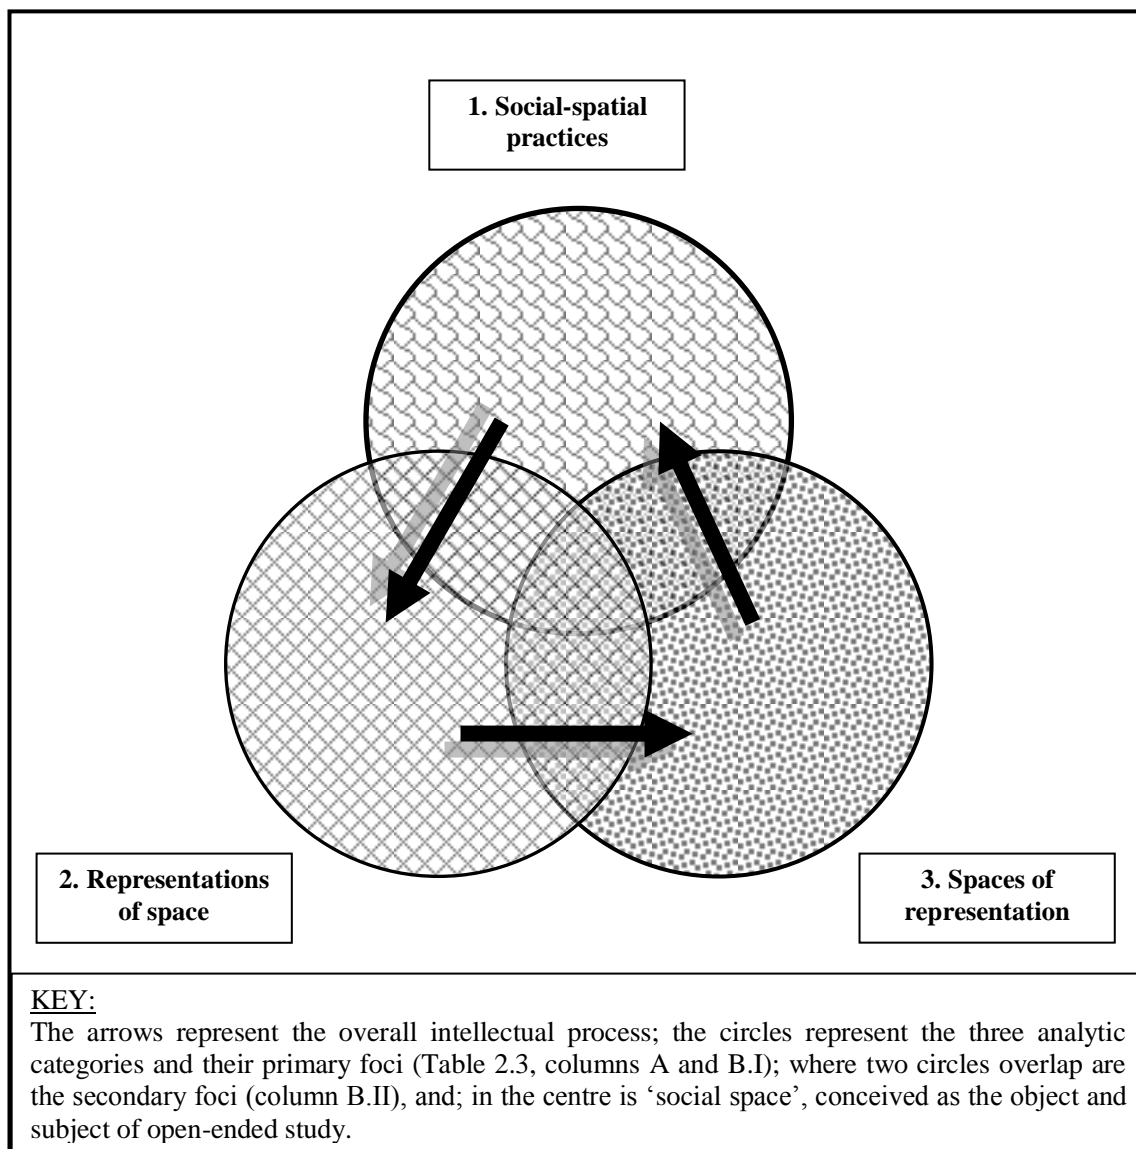 1. Social-spatial
practices
2. Representations
of space
3. Spaces of
representation
KEY:
The arrows represent the overall intellectual process; the circles represent the three analytic
categories and their primary foci (Table 2.3, columns A and B.I); where two circles overlap are
the secondary foci (column B.II), and; in the centre is ‘social space’, conceived as the object and
subject of open-ended study.